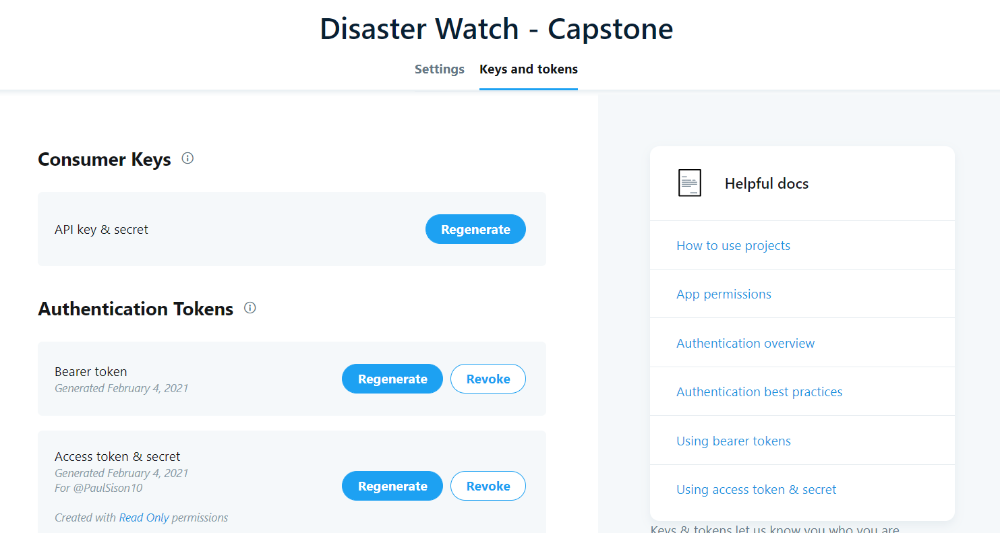 Disaster Watch - Capstone
Settings Keys and tokens
Consumer Keys
API key & secret
Regenerate
Authentication Tokens
Bearer token
Generated February 4, 2021
Regenerate
Revoke
Access token & secret
Generated February 4, 2021
For @PaulSison10
Regenerate
Revoke
Created with Read Only permissions
Helpful docs
How to use projects
App permissions
Authentication overview
Authentication best practices
Using bearer tokens
Using access token & secret
Keys & tokens let us know you who you are